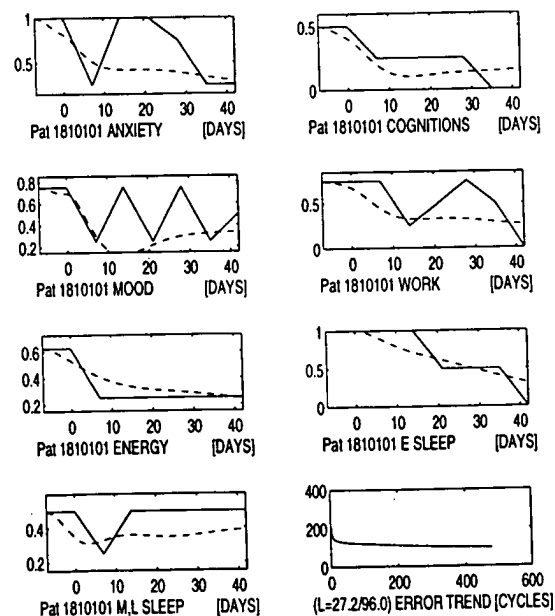 1
0.5
0 10 20 30 40
Pat 1810101 ANXIETY [DAYS]
0.5
0
0 10 20 30 40
Pat 1810101 COGNITIONS [DAYS]
0.8
0.6
0.4
0.2
0 10 20 30 40
Pat 1810101 MOOD [DAYS]
0.5
0
0 10 20 30 40
Pat 1810101 WORK [DAYS]
0.6
0.4
0.2
0 10 20 30 40
Pat 1810101 ENERGY [DAYS]
1
0.5
0
0 10 20 30 40
Pat 1810101 E SLEEP [DAYS]
0.4
0.2
0 10 20 30 40
Pat 1810101 M,L SLEEP [DAYS]
400
200
0
0 200 400 600
(L=27.2/96.0) ERROR TREND [CYCLES]